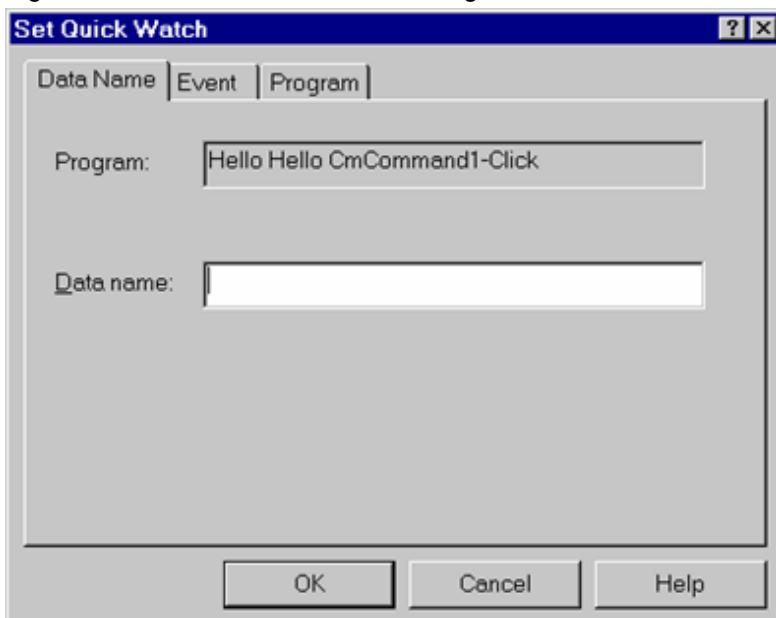 Set Quick Watch
Data Name Event Program
Program: Hello Hello CmCommand1-Click
Data name:
OK Cancel Help